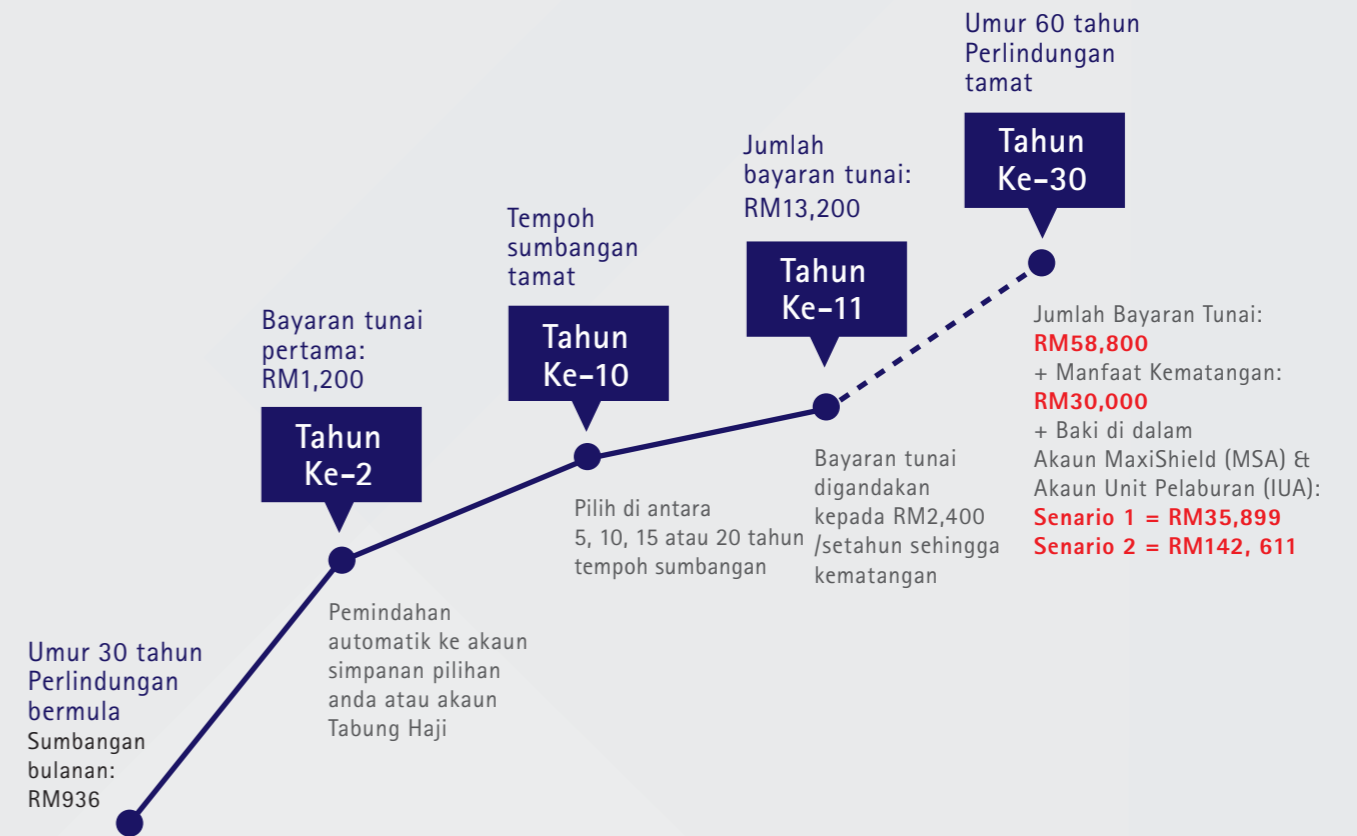 Umur 30 tahun
Perlindungan
bermula
Sumbangan
bulanan:
RM936
Bayaran tunai
pertama:
RM1,200
Tahun
Ke-2
Pemindahan
automatik ke akaun
simpanan pilihan
anda atau akaun
Tabung Haji
Tempoh
sumbangan
tamat
Tahun
Ke-10
Pilih di antara
5, 10, 15 atau 20 tahun
tempoh sumbangan
Jumlah
bayaran tunai:
RM13,200
Tahun
Ke-11
Bayaran tunai
digandakan
kepada RM2,400
/setahun sehingga
kematangan
Umur 60 tahun
Perlindungan
tamat
Tahun
Ke-30
Jumlah Bayaran Tunai:
RM58,800
+ Manfaat Kematangan:
RM30,000
+ Baki di dalam
Akaun MaxiShield (MSA) &
Akaun Unit Pelaburan (IUA):
Senario 1 = RM35,899
Senario 2 = RM142, 611